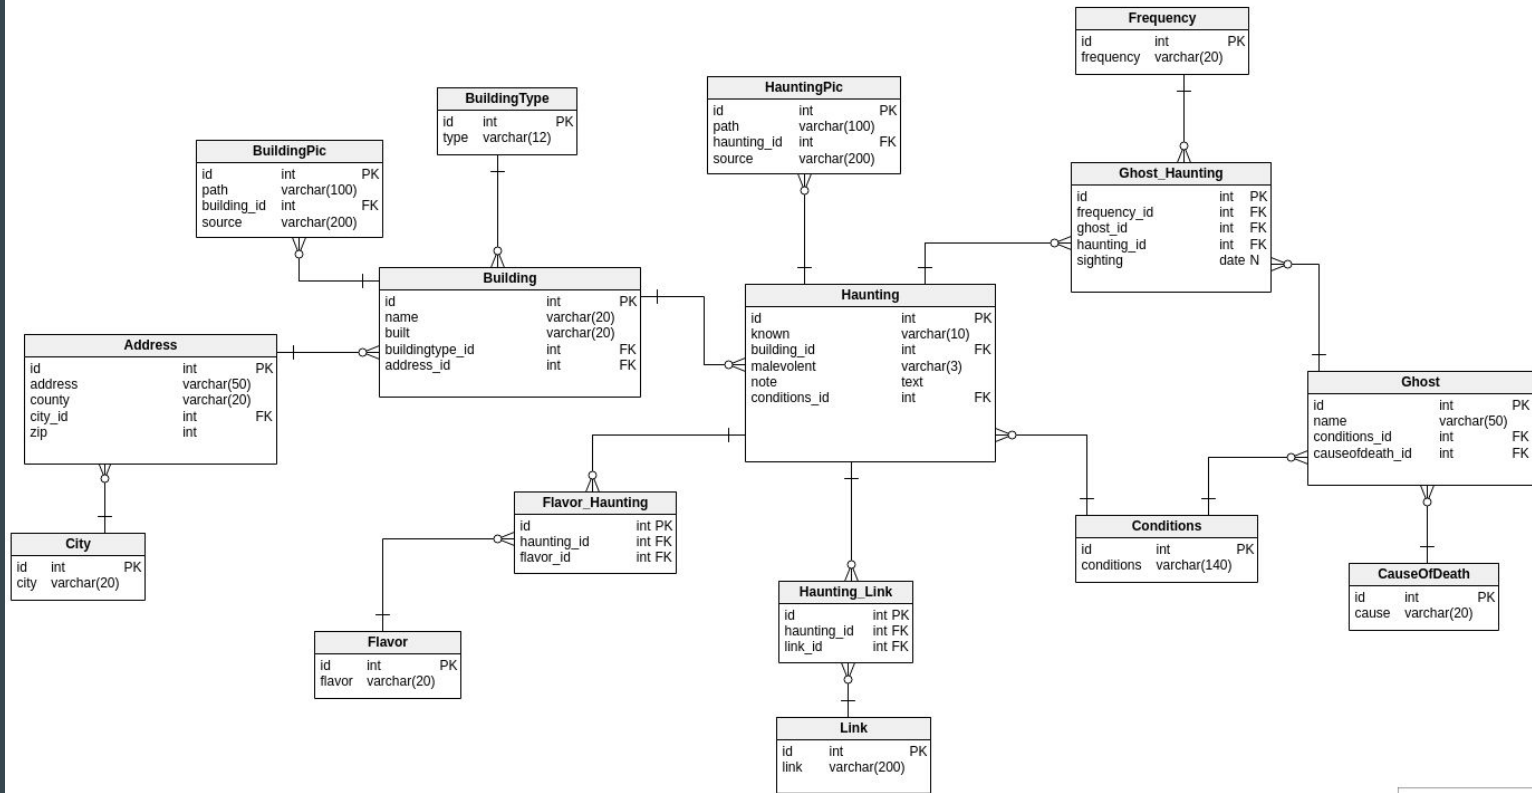 Frequency
id int PK
frequency varchar(20)
HauntingPic
id int PK
path varchar(100)
haunting_id int FK
source varchar(200)
BuildingType
id int PK
type varchar(12)
BuildingPic
id int PK
path varchar(100)
building_id int FK
source varchar(200)
Ghost_Haunting
id int PK
frequency_id int FK
ghost_id int FK
haunting_id int FK
sighting date N
Building
id int PK
name varchar(20)
built varchar(20)
buildingtype_id int FK
address_id int FK
Haunting
id int PK
known varchar(10)
building_id int FK
malevolent varchar(3)
note text
conditions_id int FK
Address
id int PK
address varchar(50)
county varchar(20)
city_id int FK
zip int
Ghost
id int PK
name varchar(50)
conditions_id int FK
causeofdeath_id int FK
Flavor_Haunting
id int PK
haunting_id int FK
flavor_id int FK
Conditions
id int PK
conditions varchar(140)
City
id int PK
city varchar(20)
CauseOfDeath
id int PK
cause varchar(20)
Haunting_Link
id int PK
haunting_id int FK
link_id int FK
Flavor
id int PK
flavor varchar(20)
Link
id int PK
link varchar(200)